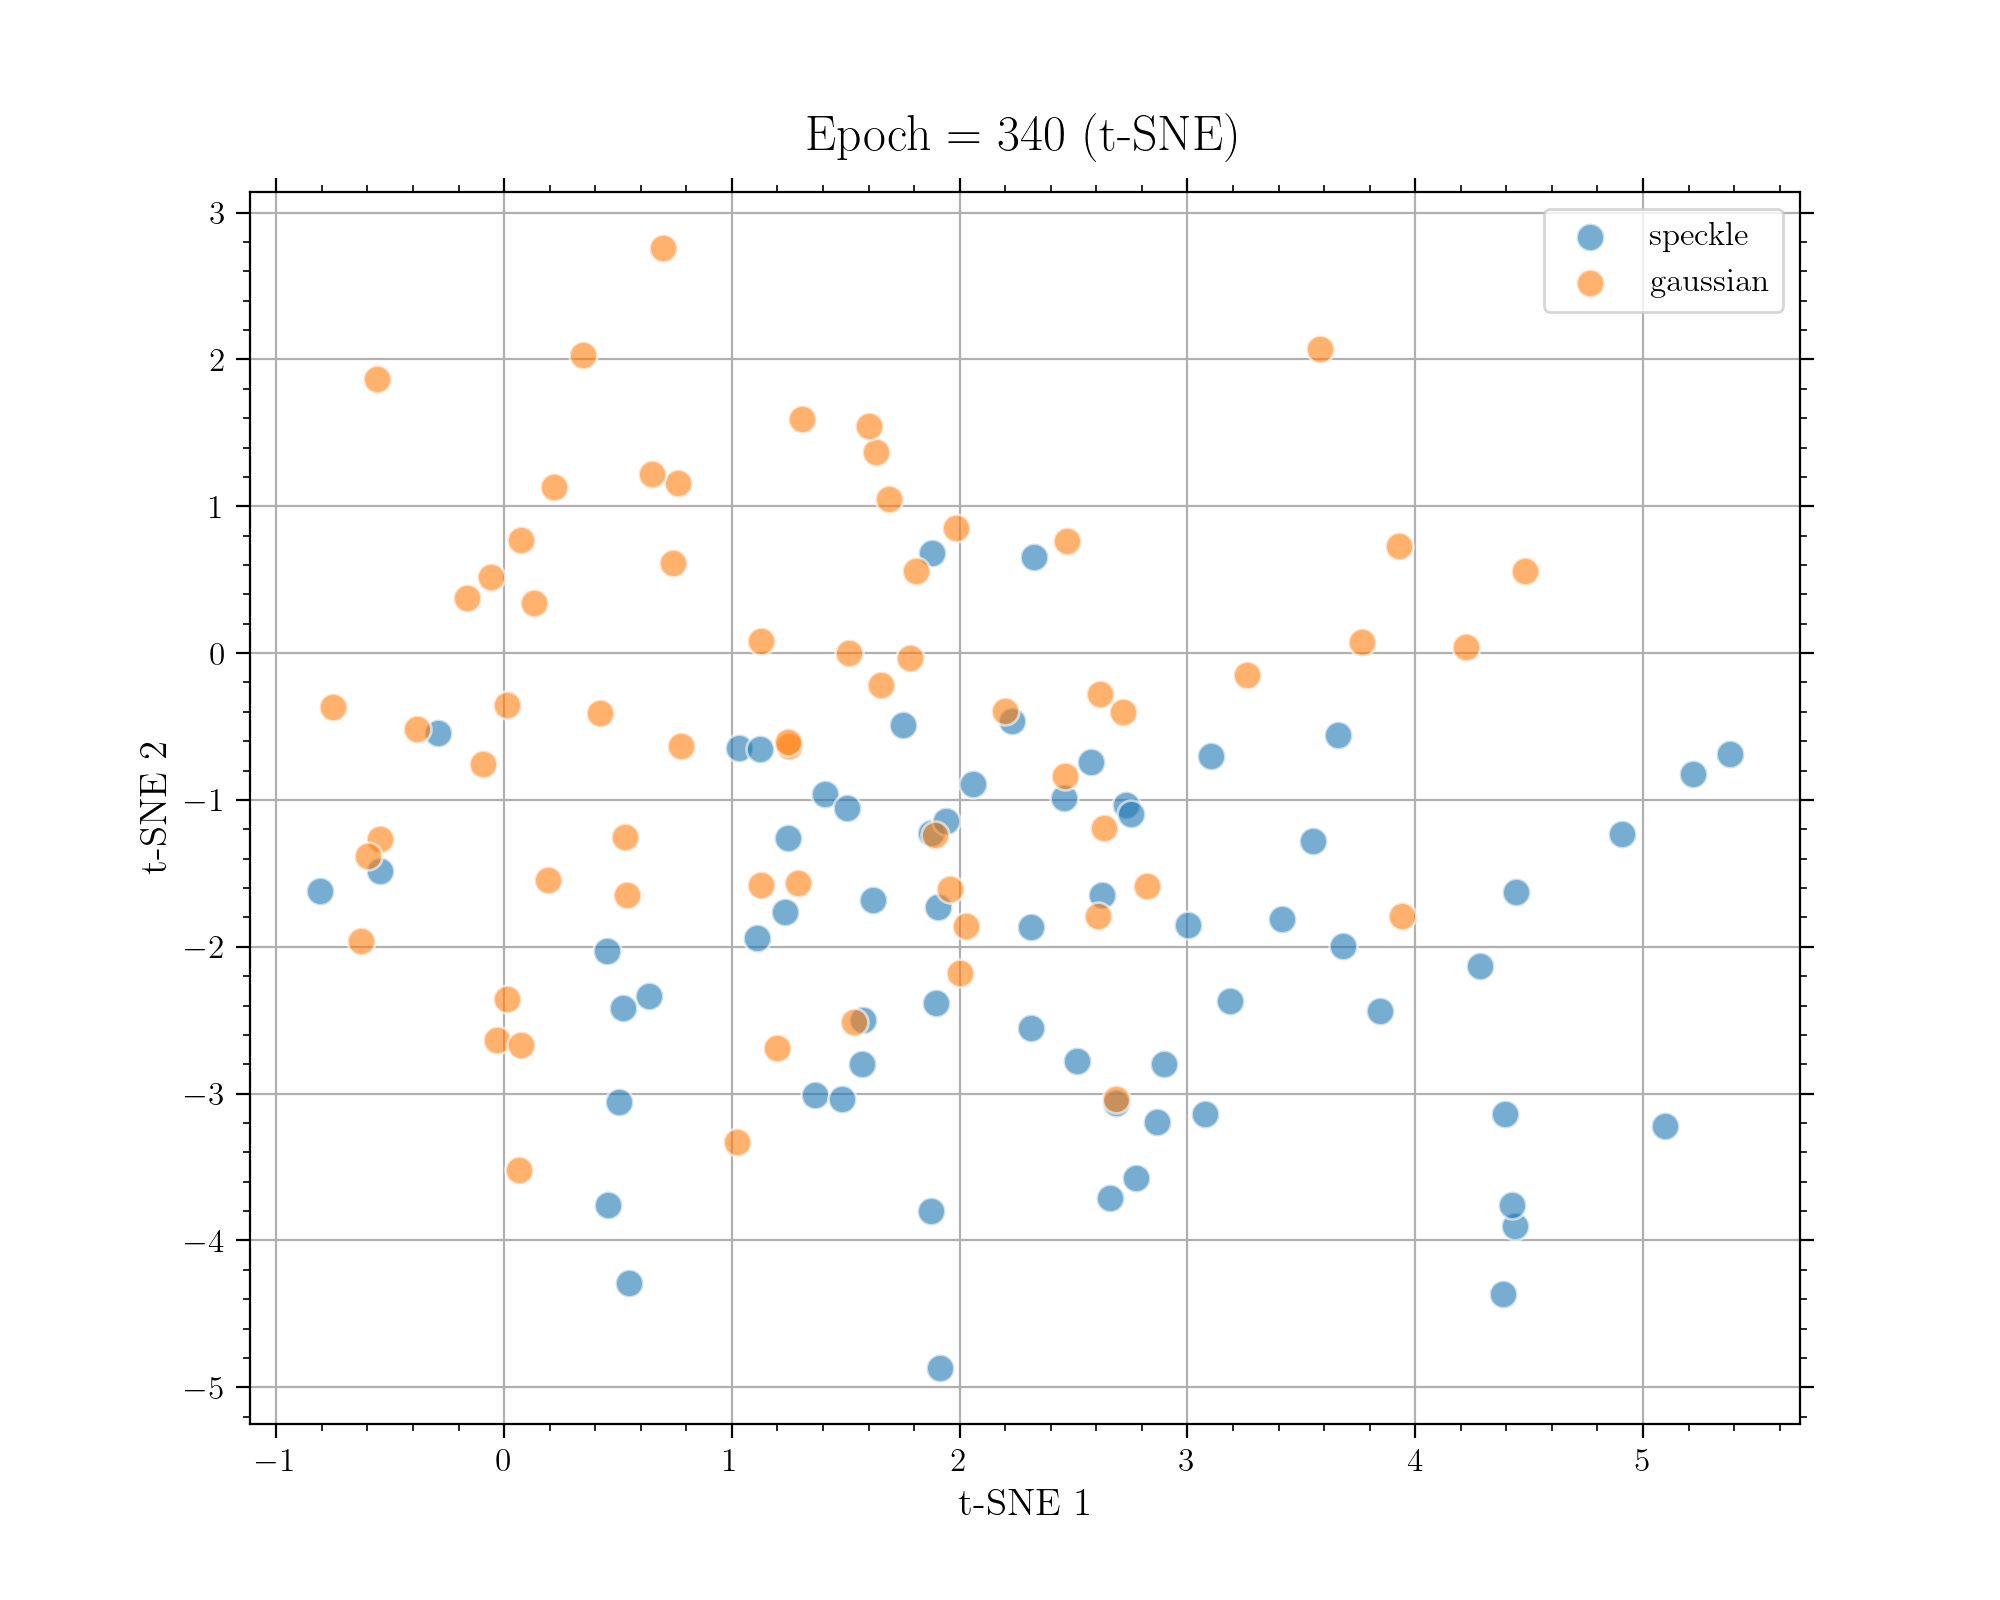 Epoch = 340 (t-SNE)
speckle
gaussian
3
2
1
0
−1
−2
−3
−4
−5
t-SNE 2
−1 0 1 2 3 4 5
t-SNE 1